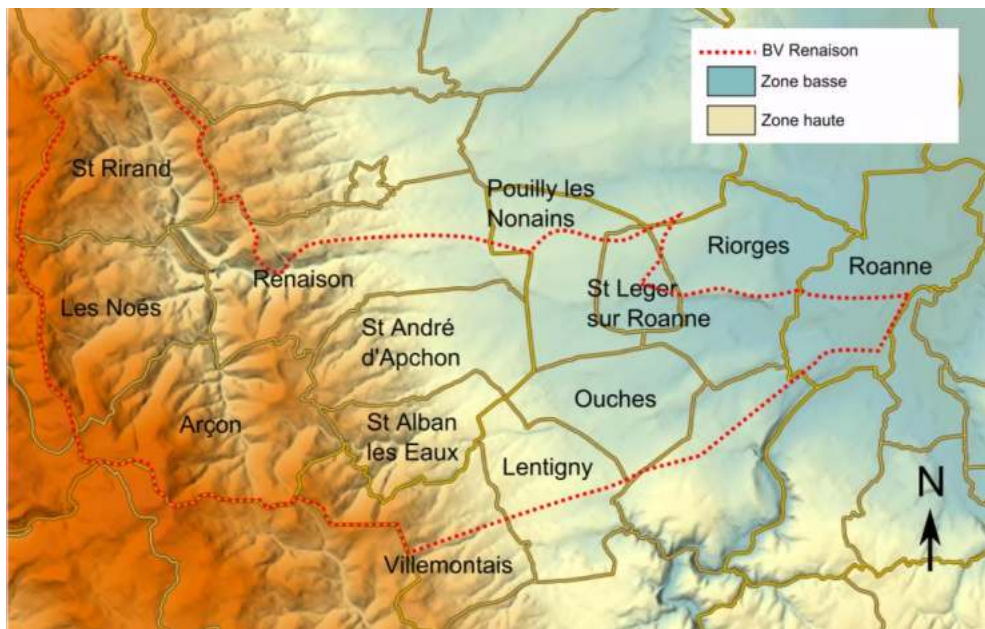 BV Renaison
Zone basse
Zone haute
St Rirand
Pouilly les
Nonains
Riorges
Roanne
Renaison
Les Noés
St Leger
sur Roanne
St André
d'Apchon
Ouches
Arçon
St Alban
les Eaux
Lentigny
N
Villemontais